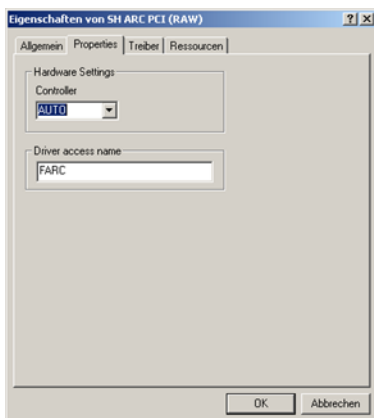 Eigenschaften von SH ARC PCI (RAW)
Allgemein Properties Treiber Ressourcen
Hardware Settings
Controller
AUTO
Driver access name
FARC
OK Abbrechen